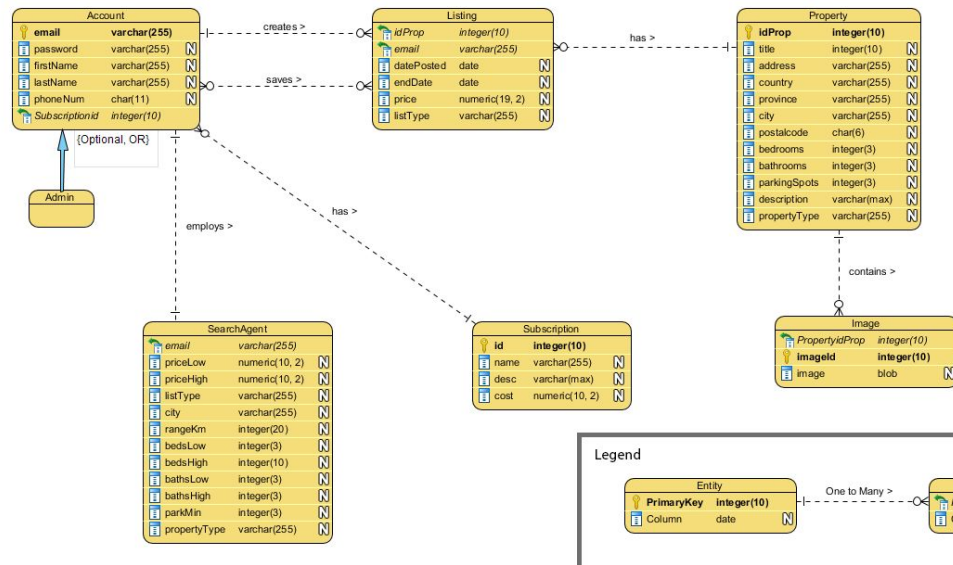 Account
email varchar(255)
password varchar(255) N
firstName varchar(255) N
lastName varchar(255) N
phoneNum char(11) N
Subscriptionid integer(10)
{Optional, OR}
Admin
creates >
saves >
Listing
idProp integer(10)
email varchar(255)
datePosted date N
endDate date N
price numeric(19, 2) N
listType varchar(255) N
has >
Property
idProp integer(10)
title integer(10) N
address varchar(255) N
country varchar(255) N
province varchar(255) N
city varchar(255) N
postalcode char(6) N
bedrooms integer(3) N
bathrooms integer(3) N
parkingSpots integer(3) N
description varchar(max) N
propertyType varchar(255) N
employs >
has >
contains >
SearchAgent
email varchar(255)
priceLow numeric(10, 2) N
priceHigh numeric(10, 2) N
listType varchar(255) N
city varchar(255) N
rangeKm integer(20) N
bedsLow integer(3) N
bedsHigh integer(10) N
bathsLow integer(3) N
bathsHigh integer(3) N
parkMin integer(3) N
propertyType varchar(255) N
Subscription
id integer(10)
name varchar(255) N
desc varchar(max) N
cost numeric(10, 2) N
Image
PropertyidProp integer(10)
imageId integer(10)
image blob N
Legend
Entity
PrimaryKey integer(10)
Column date N
One to Many >